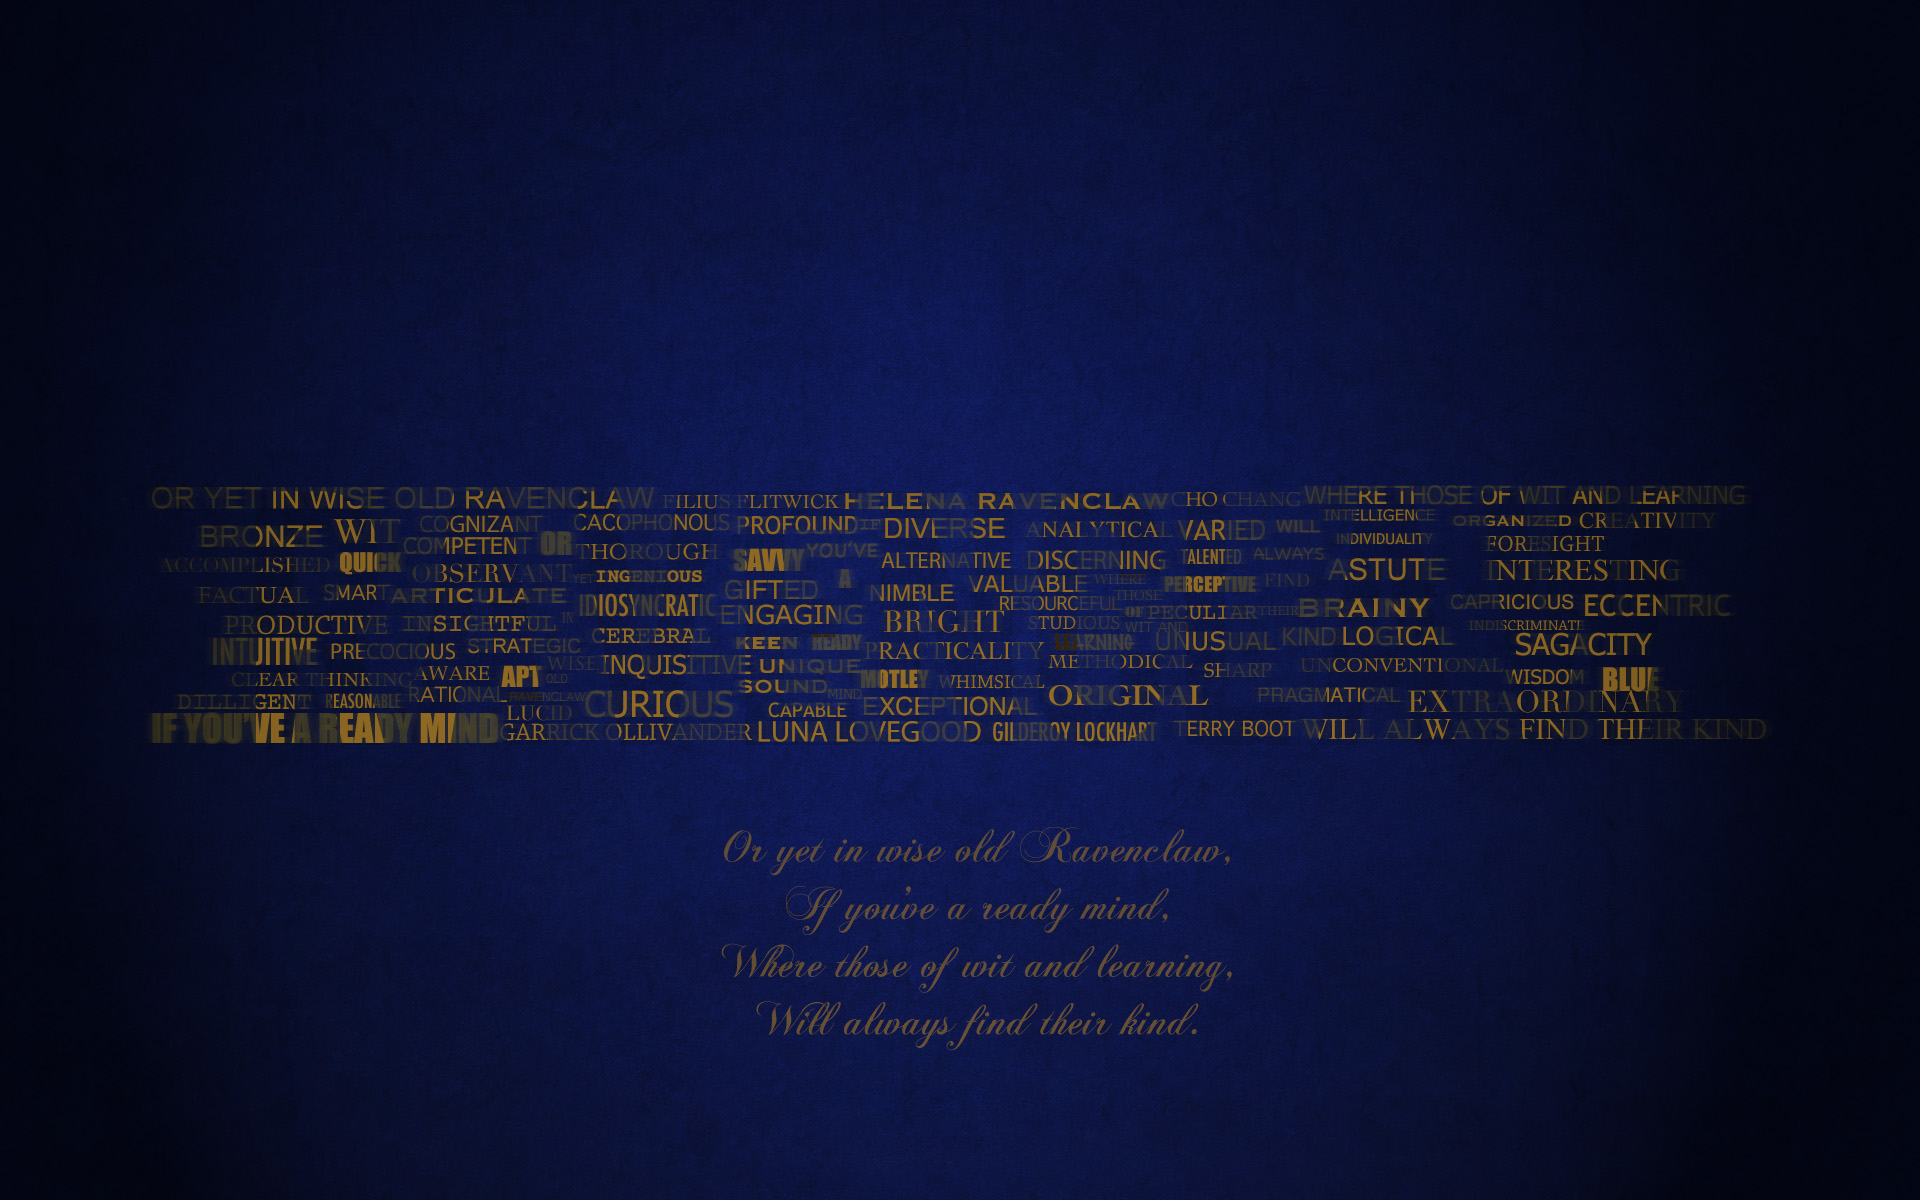 OR YET IN WISE OLD RAVENCLAW FILIUS FLITWICK HELENA RAVENCLAW CHO CHANG WHERE THOSE OF WIT AND LEARNING
BRONZE WIT COGNIZANT CACOPHONOUS PROFOUND IF DIVERSE ANALYTICAL VARIED WILL INTELLIGENCE ORGANIZED CREATIVITY
COMPETENT OR THOROUGH SAVVY YOU'VE INDIVIDUALITY FORESIGHT
ACCOMPLISHED QUICK OBSERVANT YET INGENIOUS ALTERNATIVE DISCERNING TALENTED ALWAYS ASTUTE INTERESTING
FACTUAL SMART ARTICULATE GIFTED A NIMBLE VALUABLE WHERE PERCEPTIVE FIND
IDIOSYNCRATIC RESOURCEFUL THOSE BRAINY CAPRICIOUS ECCENTRIC
PRODUCTIVE INSIGHTFUL IN ENGAGING BRIGHT STUDIOUS OF PECULIAR THEIR
WIT AND INDISCRIMINATE
INTUITIVE PRECOCIOUS STRATEGIC CEREBRAL KEEN READY PRACTICALITY LEARNING UNUSUAL KIND LOGICAL SAGACITY
CLEAR THINKING AWARE APT WISE OLD INQUISITIVE UNIQUE MOTLEY WHIMSICAL METHODICAL SHARP UNCONVENTIONAL WISDOM BLUE
DILLIGENT REASONABLE RATIONAL RAVENCLAW CURIOUS SOUND MIND ORIGINAL PRAGMATICAL EXTRAORDINARY
LUCID CAPABLE EXCEPTIONAL
IF YOU'VE A READY MIND GARRICK OLLIVANDER LUNA LOVEGOOD GILDEROY LOCKHART TERRY BOOT WILL ALWAYS FIND THEIR KIND
Or yet in wise old Ravenclaw,
If you've a ready mind,
Where those of wit and learning,
Will always find their kind.